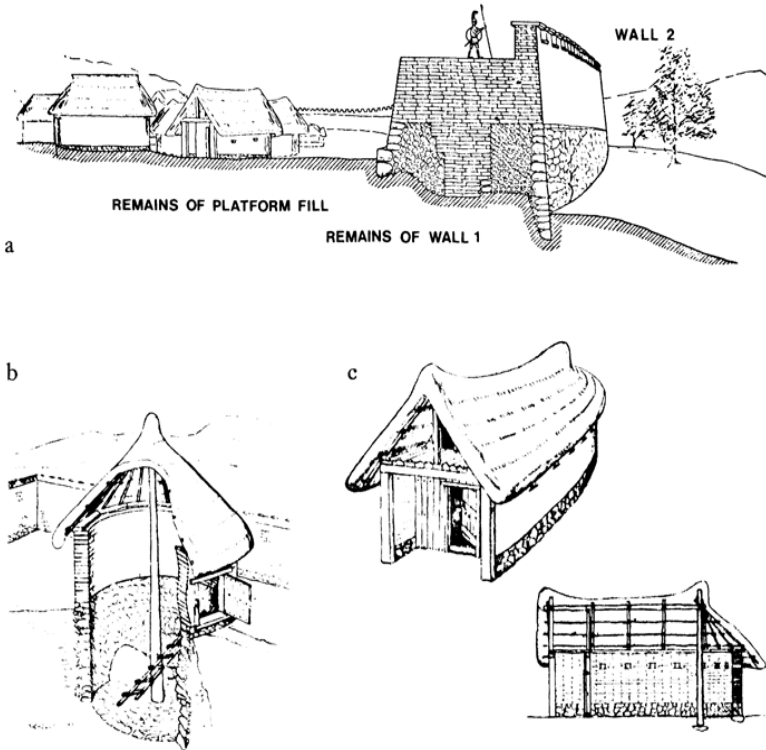 WALL 2
REMAINS OF PLATFORM FILL
REMAINS OF WALL 1
a
b
c